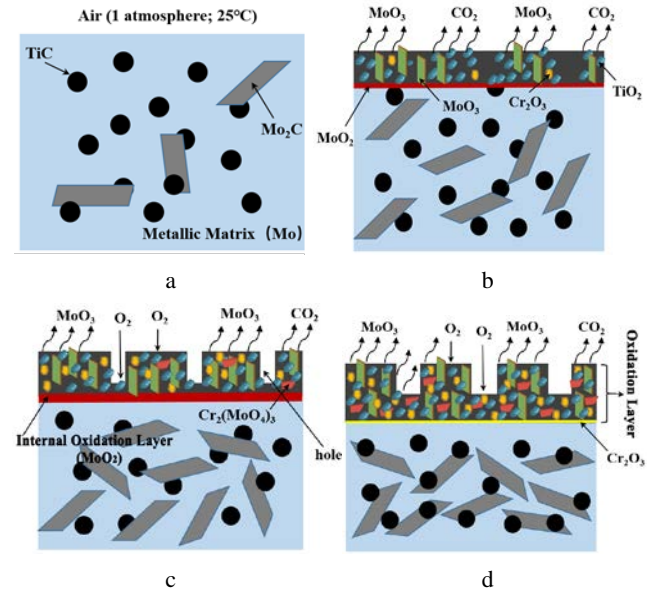 Air (1 atmosphere; 25℃)
TiC
Mo₂C
Metallic Matrix (Mo)
a
MoO₃ CO₂ MoO₃ CO₂
TiO₂
MoO₃ Cr₂O₃
MoO₂
b
MoO₃ O₂ O₂ MoO₃ CO₂
Cr₂(MoO₄)₃
Internal Oxidation Layer
(MoO₂)
hole
c
MoO₃ O₂ O₂ MoO₃ CO₂
Oxidation Layer
Cr₂O₃
d